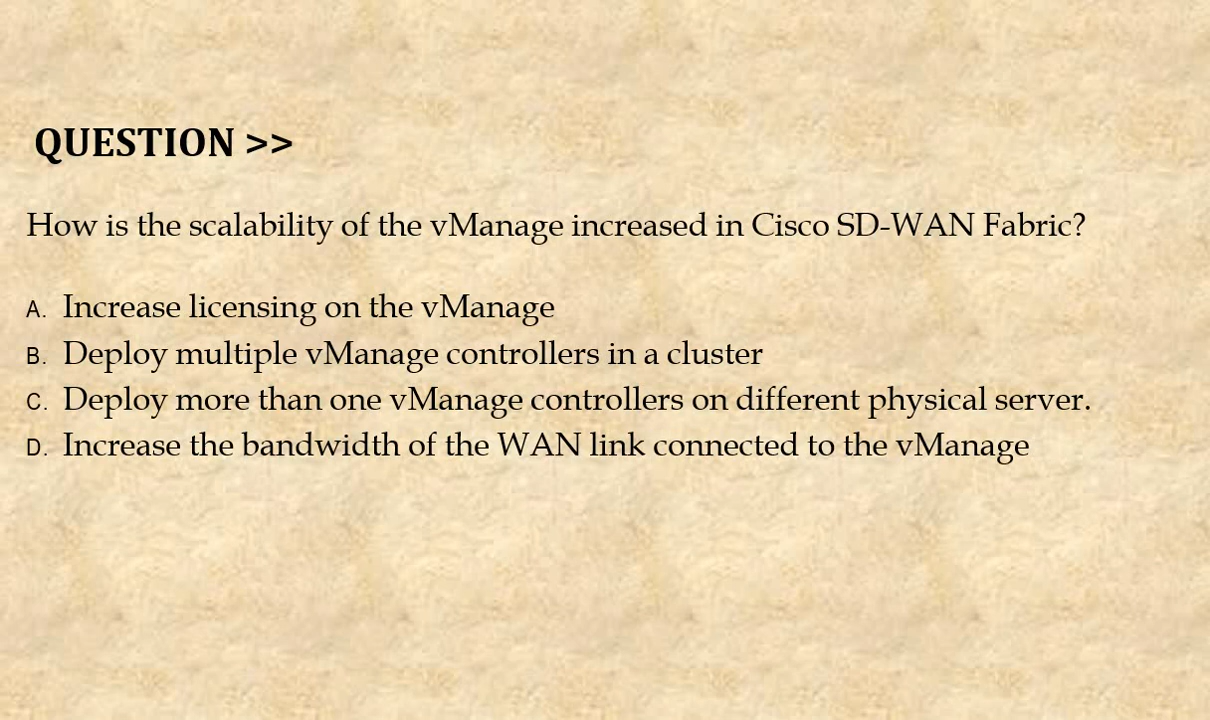 QUESTION >>
How is the scalability of the vManage increased in Cisco SD-WAN Fabric?
A. Increase licensing on the vManage
B. Deploy multiple vManage controllers in a cluster
C. Deploy more than one vManage controllers on different physical server.
D. Increase the bandwidth of the WAN link connected to the vManage